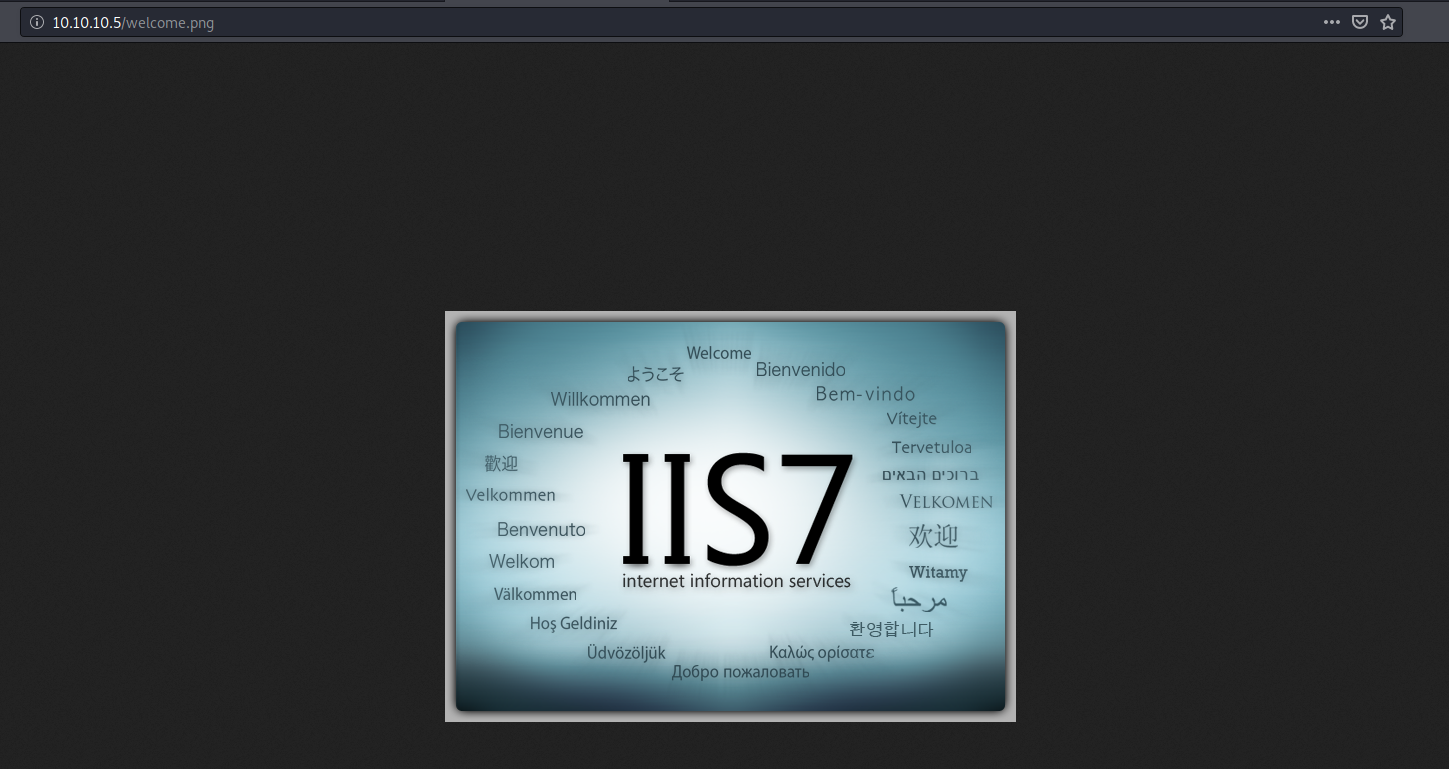 10.10.10.5/welcome.png
Welcome
ようこそ
Bienvenido
Willkommen
Bem-vindo
Bienvenue
Vítejte
Tervetuloa
歡迎
ברוכים הבאים
Velkommen
VELKOMEN
Benvenuto
欢迎
Welkom
Witamy
Välkommen
مرحباً
Hoş Geldiniz
환영합니다
Üdvözöljük
Καλώς ορίσατε
Добро пожаловать
IIS7
internet information services